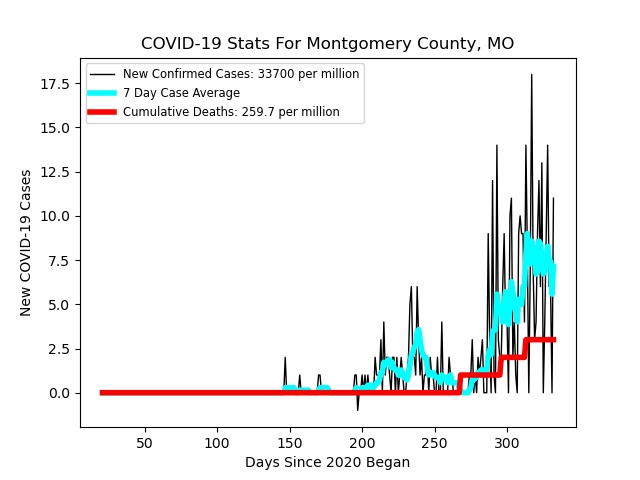 COVID-19 Stats For Montgomery County, MO
New Confirmed Cases: 33700 per million
7 Day Case Average
Cumulative Deaths: 259.7 per million
New COVID-19 Cases
17.5
15.0
12.5
10.0
7.5
5.0
2.5
0.0
50 100 150 200 250 300
Days Since 2020 Began